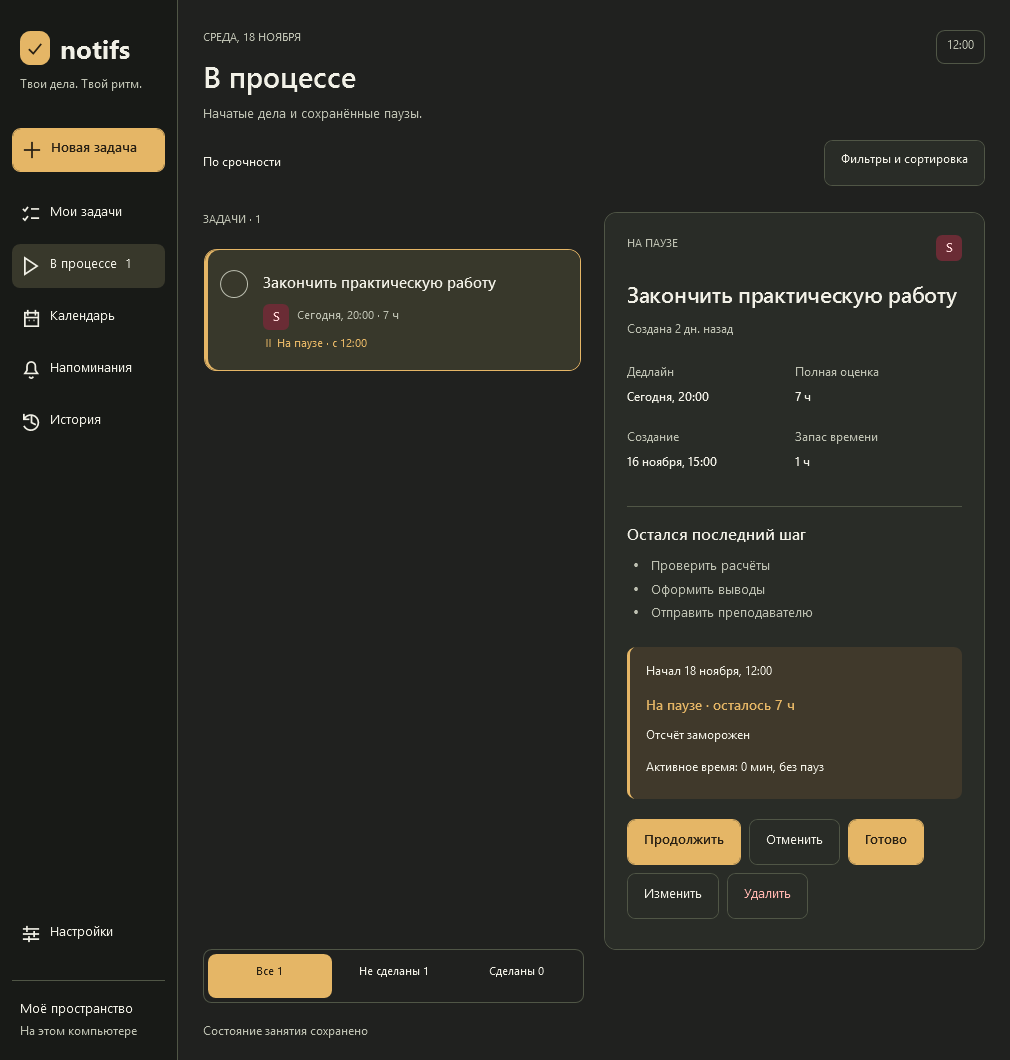 notifs
Твои дела. Твой ритм.
Новая задача
Мои задачи
В процессе 1
Календарь
Напоминания
История
Настройки
Моё пространство
На этом компьютере
СРЕДА, 18 НОЯБРЯ
12:00
В процессе
Начатые дела и сохранённые паузы.
По срочности
Фильтры и сортировка
ЗАДАЧИ · 1
Закончить практическую работу
S Сегодня, 20:00 · 7 ч
На паузе · с 12:00
Все 1
Не сделаны 1
Сделаны 0
Состояние занятия сохранено
НА ПАУЗЕ
S
Закончить практическую работу
Создана 2 дн. назад
Дедлайн
Полная оценка
Сегодня, 20:00
7 ч
Создание
Запас времени
16 ноября, 15:00
1 ч
Остался последний шаг
• Проверить расчёты
• Оформить выводы
• Отправить преподавателю
Начал 18 ноября, 12:00
На паузе · осталось 7 ч
Отсчёт заморожен
Активное время: 0 мин, без пауз
Продолжить
Отменить
Готово
Изменить
Удалить